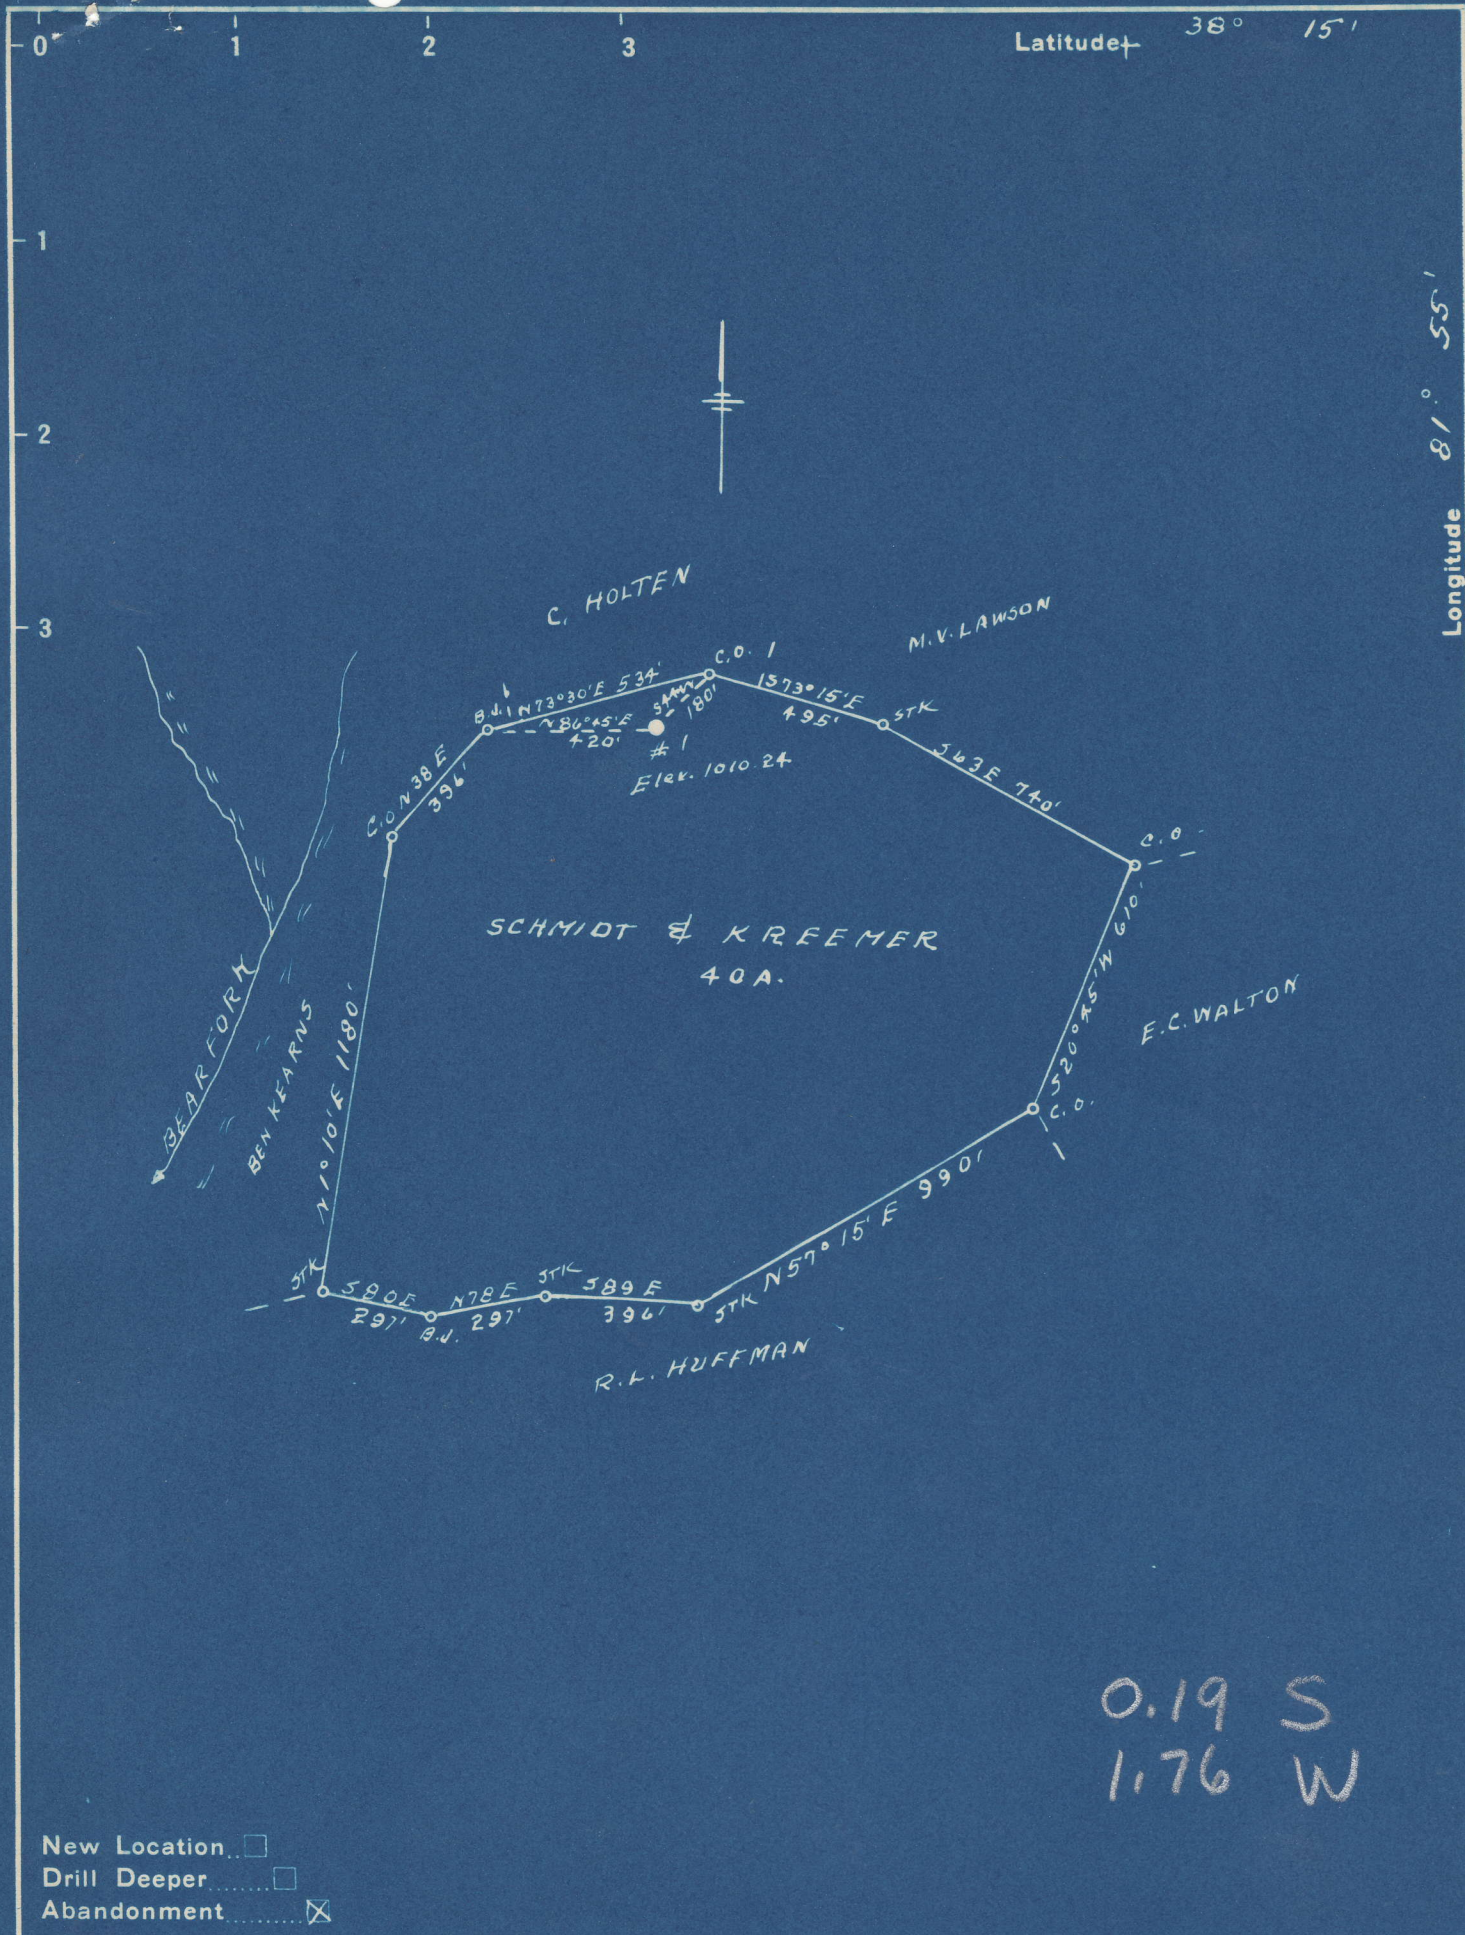 0 1 2 3 Latitude 38° 15'
1
2
3
Longitude 81° 55'
C. HOLTEN
M.V. LAWSON
C.O.
N73°30'E 534'
B.J.
S73°15'E
495'
STK
180'
N86°45'E
420'
# 1
Elev. 1010.24
S63E 740'
N38E
396'
C.O
C.O
SCHMIDT & KREEMER
40A.
S20°45'W 610'
E.C. WALTON
C.O.
BEAR FORK
BEN KEARNS
N1°10'E 1180'
N57°15'E 990'
STK
S80E
297'
B.J.
N78E
297'
STK
S89E
396'
STK
R.L. HUFFMAN
0.19 S
1.76 W
New Location
Drill Deeper
Abandonment